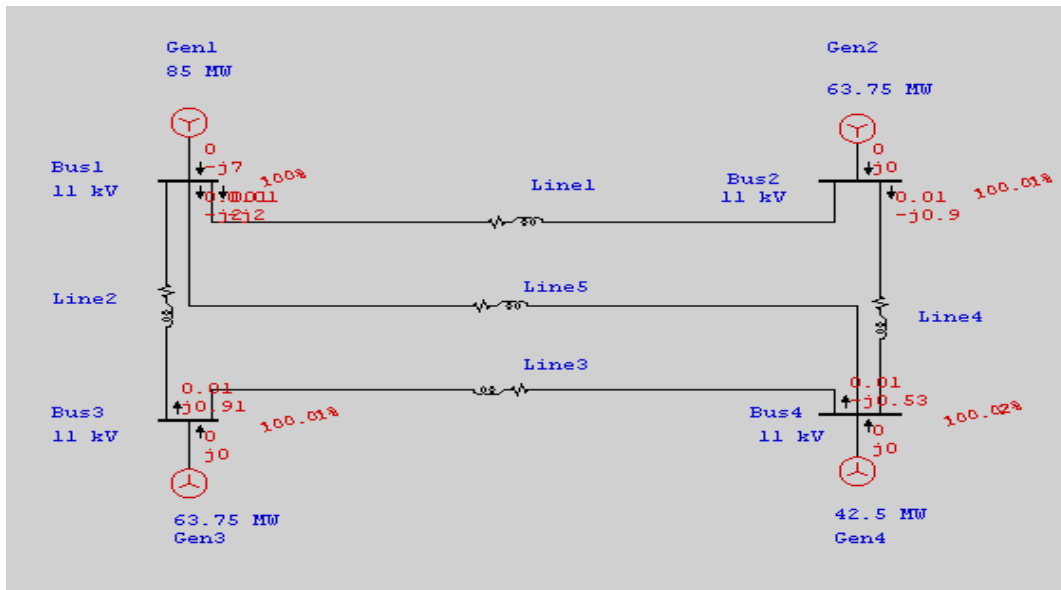 Gen1
85 MW
Gen2
63.75 MW
0
-j7
0
j0
Bus1
11 kV
100%
-j2
Line1
Bus2
11 kV
0.01
-j0.9
100.01%
Line2
Line5
Line4
Line3
0.01
j0.91
0.01
-j0.53
Bus3
11 kV
100.01%
0
j0
Bus4
11 kV
100.02%
0
j0
63.75 MW
Gen3
42.5 MW
Gen4